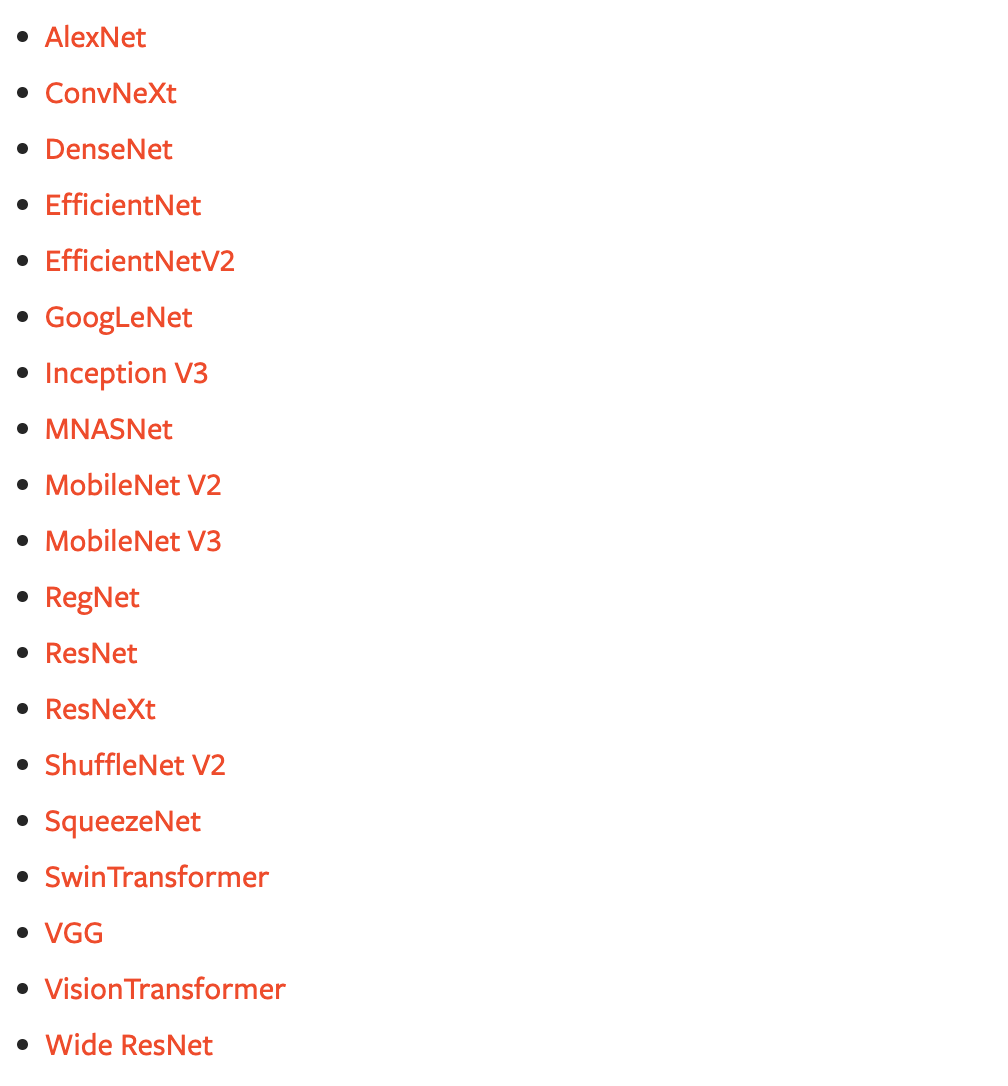 AlexNet
ConvNeXt
DenseNet
EfficientNet
EfficientNetV2
GoogLeNet
Inception V3
MNASNet
MobileNet V2
MobileNet V3
RegNet
ResNet
ResNeXt
ShuffleNet V2
SqueezeNet
SwinTransformer
VGG
VisionTransformer
Wide ResNet